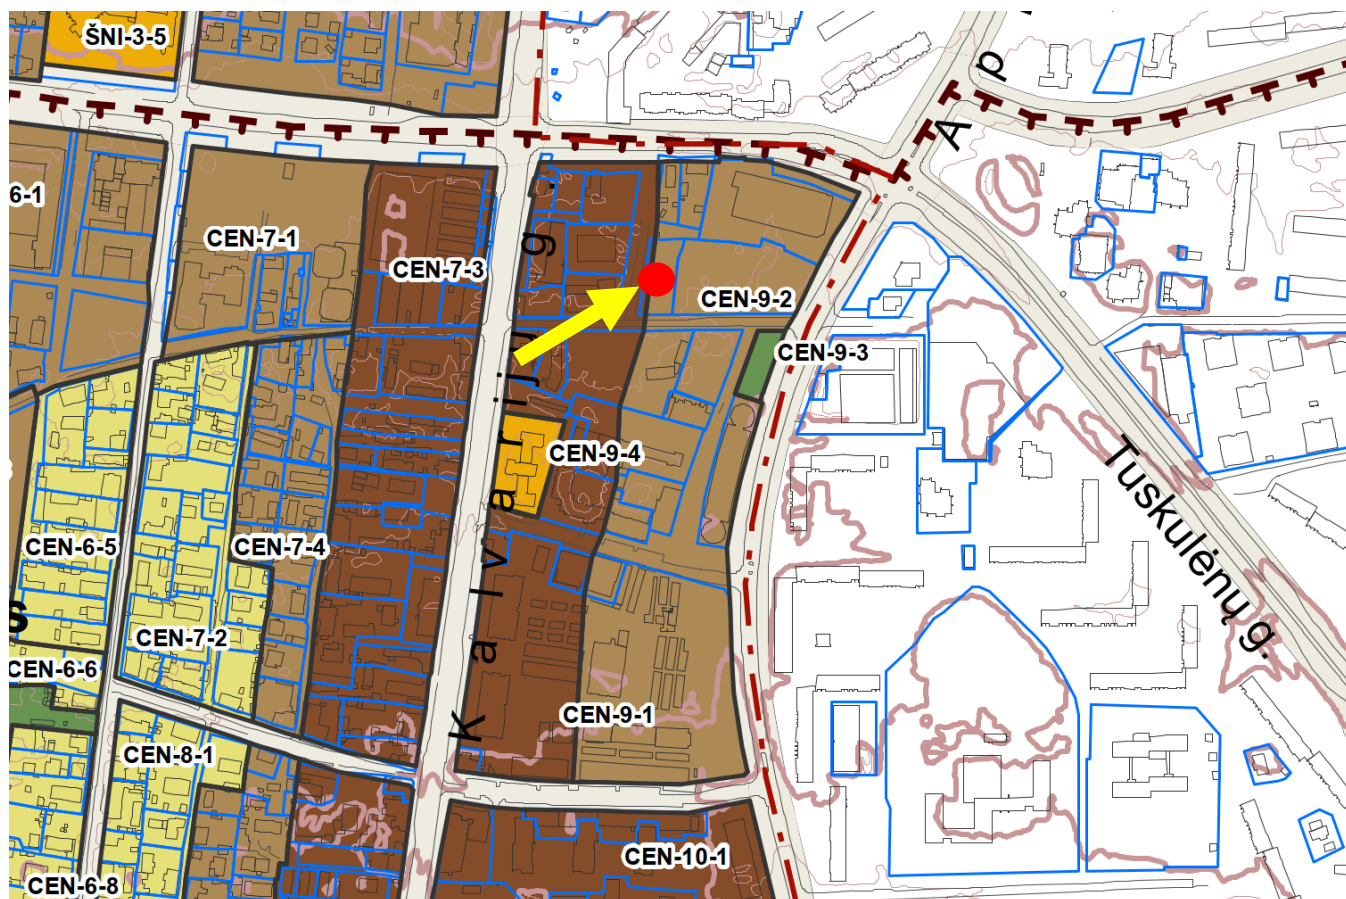 ŠNI-3-5
A p
6-1
CEN-7-1
CEN-7-3
CEN-9-2
CEN-9-3
CEN-9-4
Kalvarijų g.
Tuskulėnų g.
CEN-6-5
CEN-7-4
CEN-7-2
s
CEN-6-6
CEN-9-1
CEN-8-1
CEN-10-1
CEN-6-8